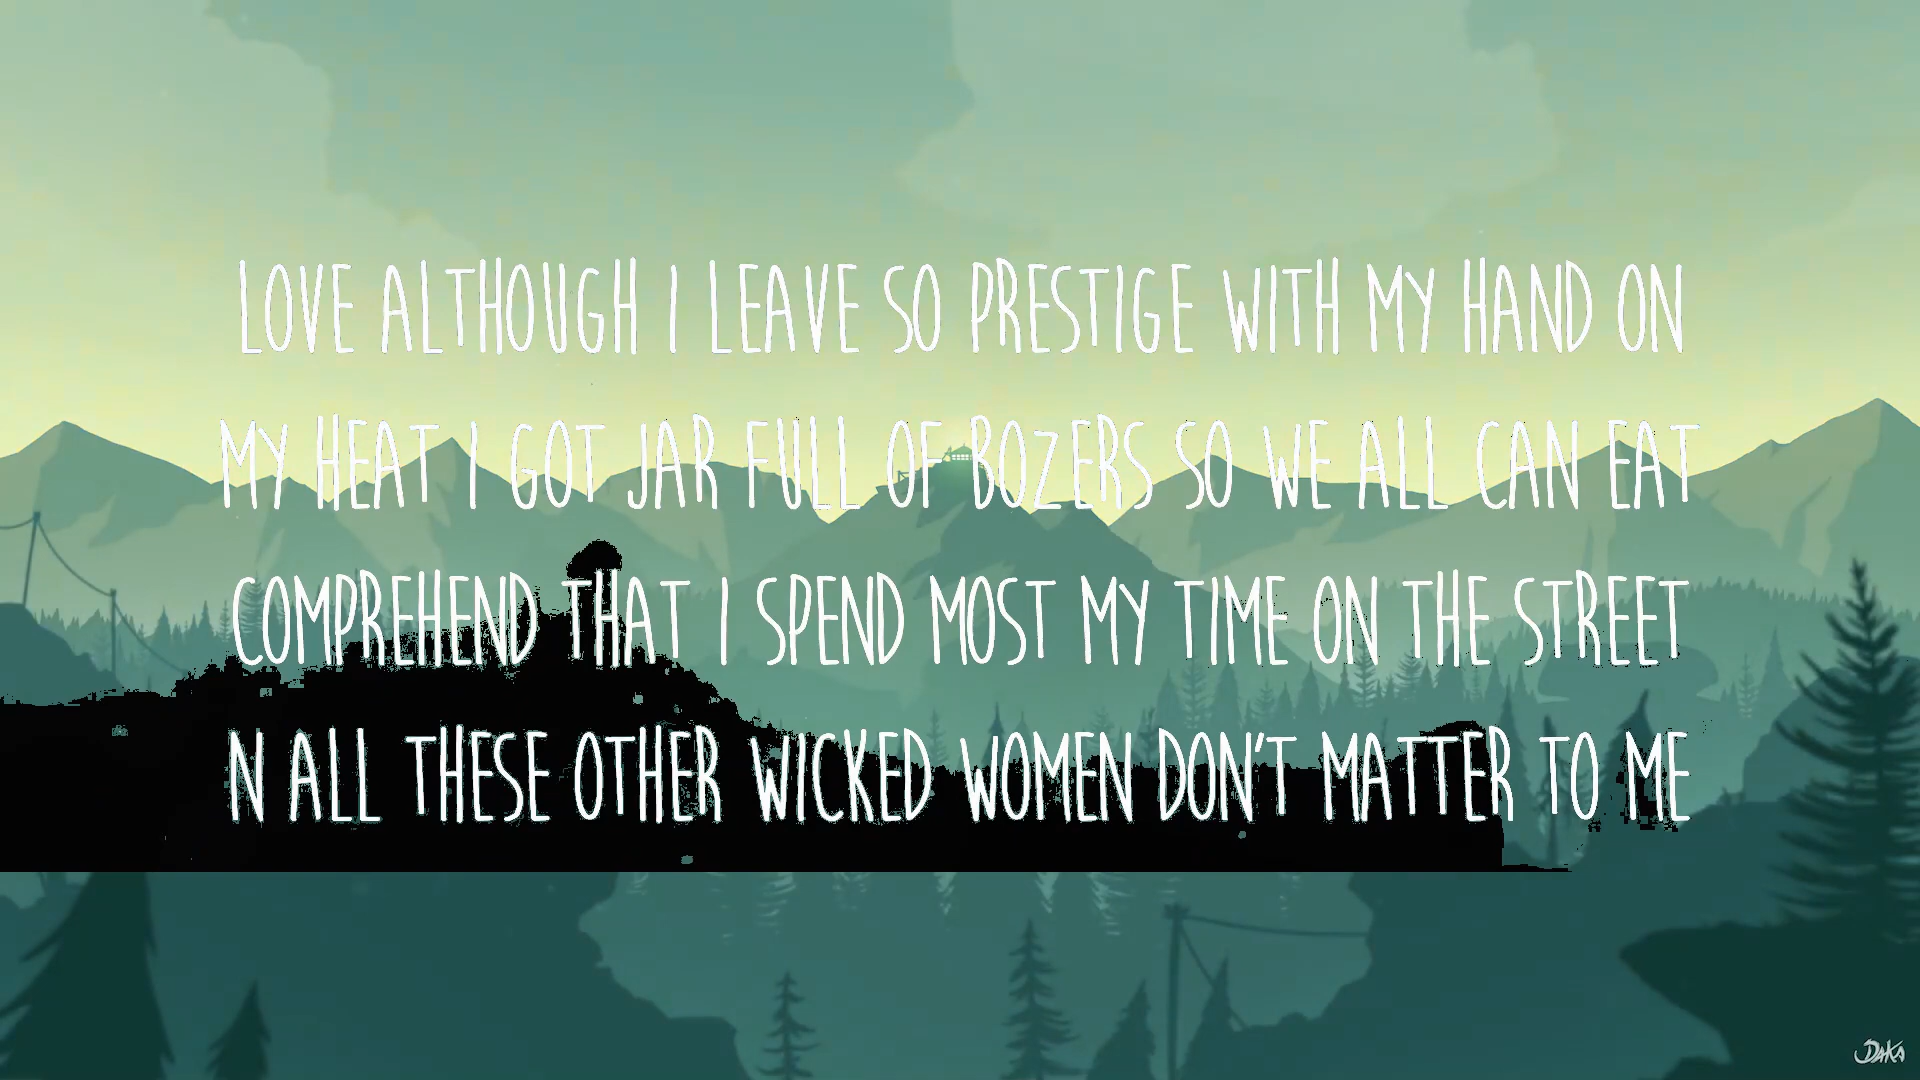 LOVE ALTHOUGH I LEAVE SO PRESTIGE WITH MY HAND ON
MY HEAT I GOT JAR FULL OF BOZERS SO WE ALL CAN EAT
COMPREHEND THAT I SPEND MOST MY TIME ON THE STREET
N ALL THESE OTHER WICKED WOMEN DON'T MATTER TO ME
DAKA